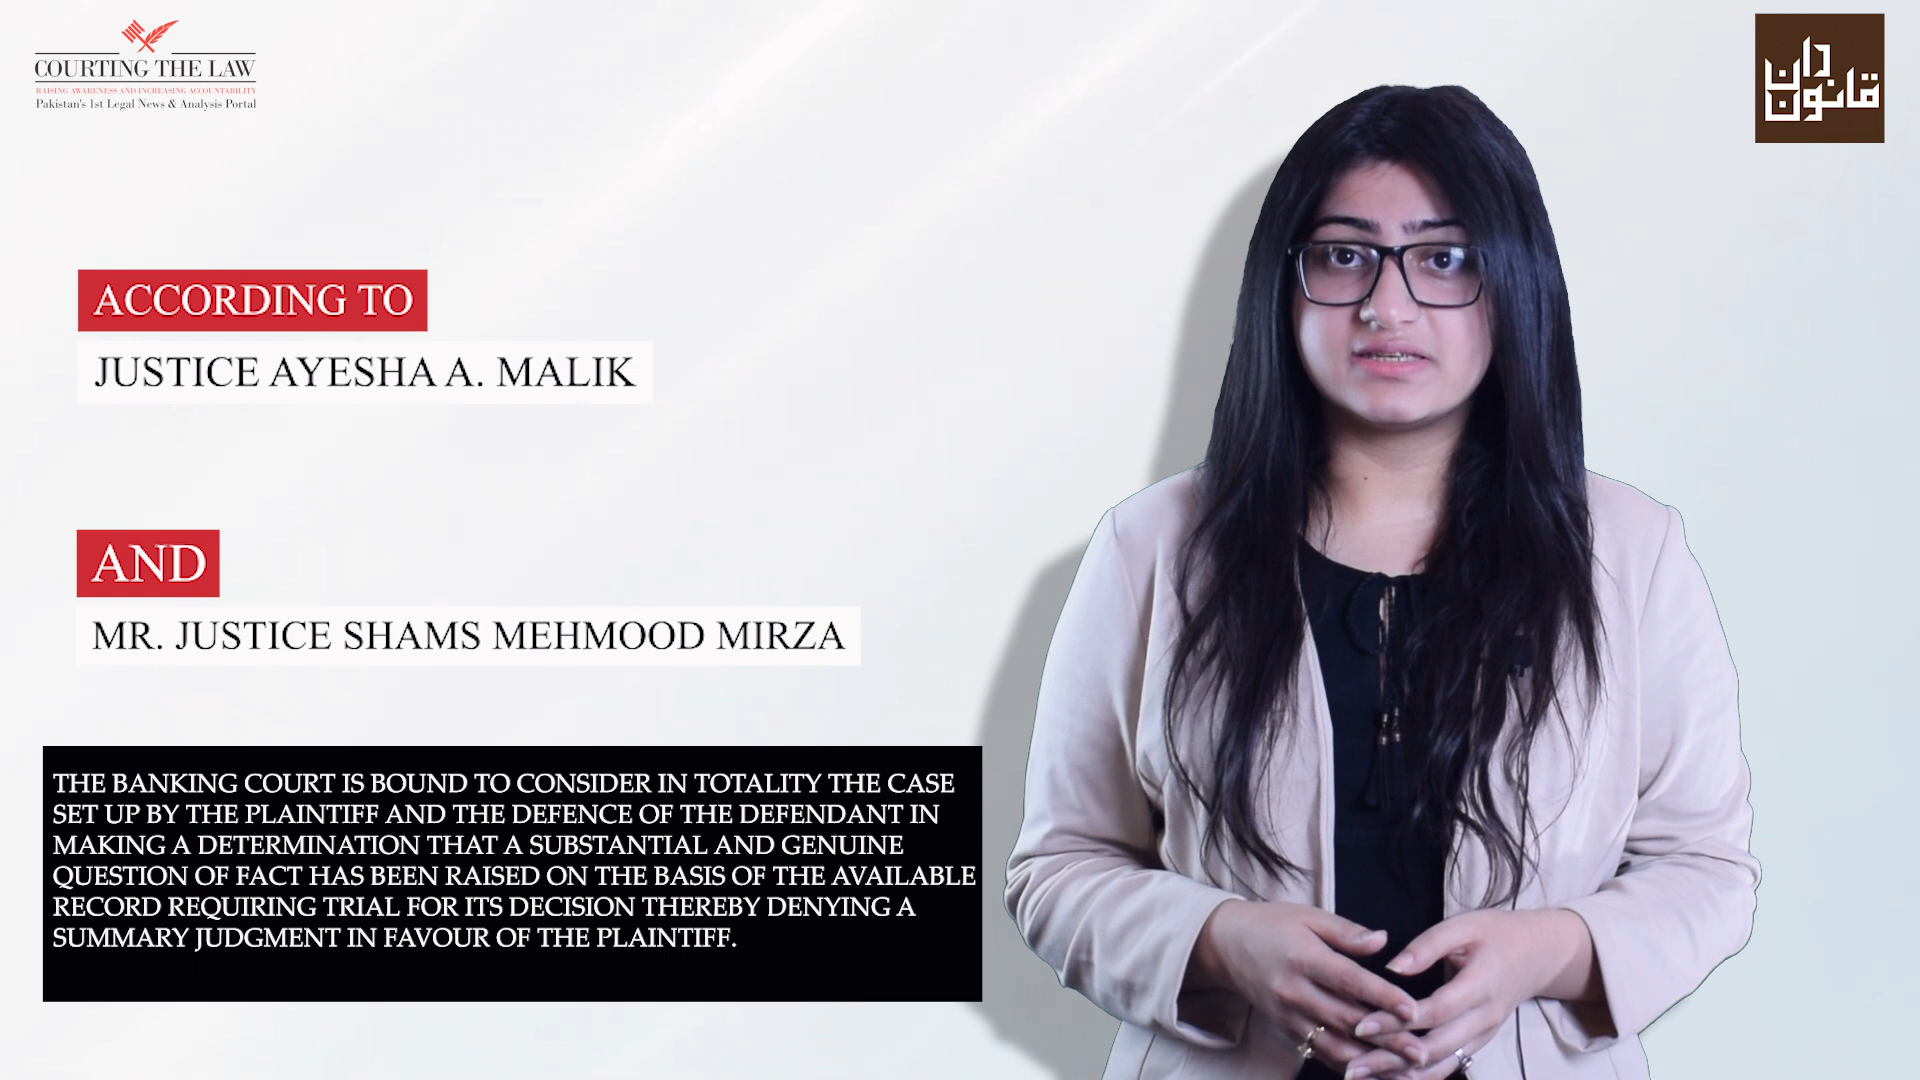 COURTING THE LAW
RAISING AWARENESS AND INCREASING ACCOUNTABILITY
Pakistan's 1st Legal News & Analysis Portal
قانون دان
ACCORDING TO
JUSTICE AYESHA A. MALIK
AND
MR. JUSTICE SHAMS MEHMOOD MIRZA
THE BANKING COURT IS BOUND TO CONSIDER IN TOTALITY THE CASE
SET UP BY THE PLAINTIFF AND THE DEFENCE OF THE DEFENDANT IN
MAKING A DETERMINATION THAT A SUBSTANTIAL AND GENUINE
QUESTION OF FACT HAS BEEN RAISED ON THE BASIS OF THE AVAILABLE
RECORD REQUIRING TRIAL FOR ITS DECISION THEREBY DENYING A
SUMMARY JUDGMENT IN FAVOUR OF THE PLAINTIFF.